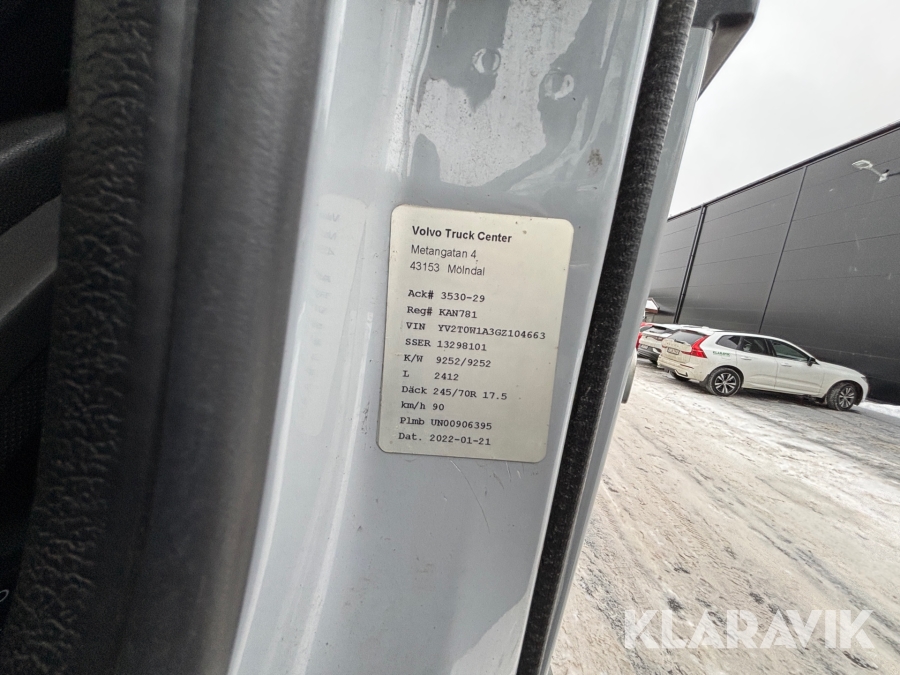 Volvo Truck Center
Metangatan 4
43153 Mölndal
Ack# 3530-29
Reg# KAN781
VIN YV2T0W1A3GZ104663
SSER 13298101
K/W 9252/9252
L 2412
Däck 245/70R 17.5
km/h 90
Plmb UN00906395
Dat. 2022-01-21
KLARAVIK